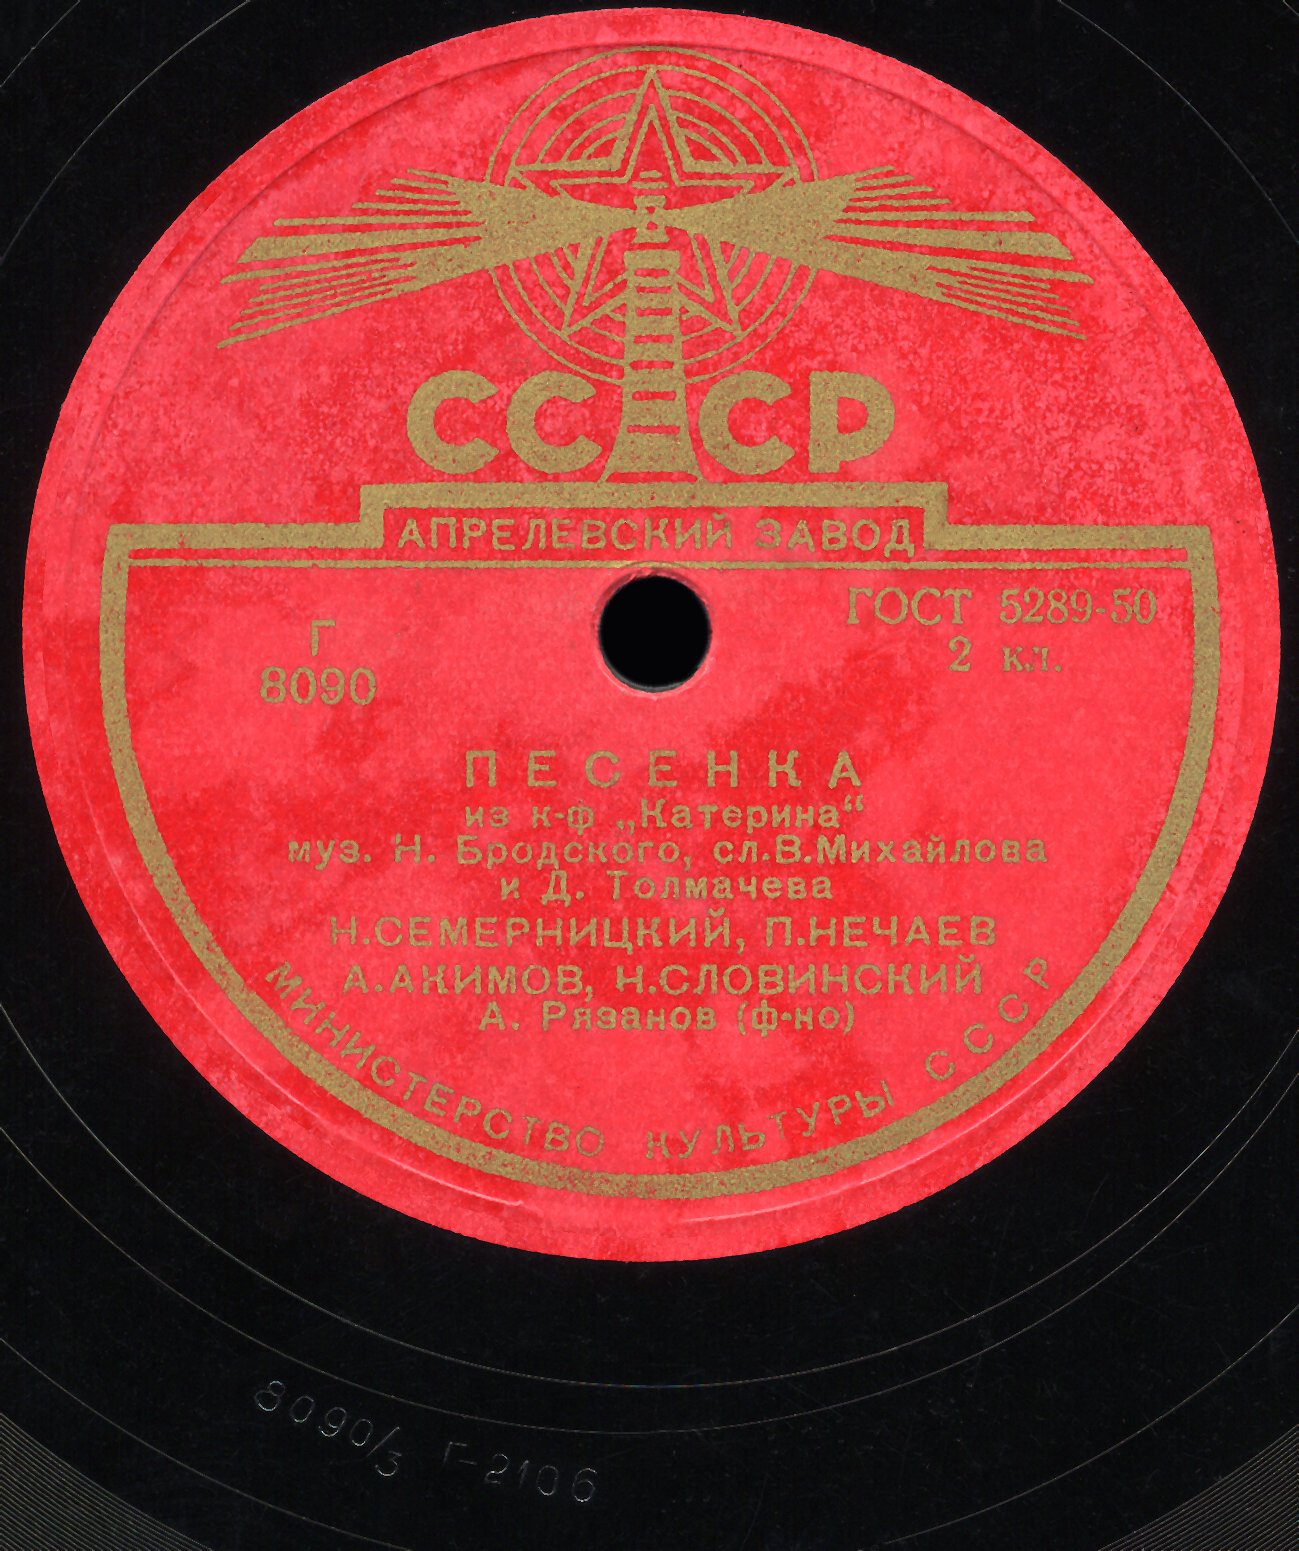 СССР
АПРЕЛЕВСКИЙ ЗАВОД
ГОСТ 5289-50
2 кл.
Г
8090
ПЕСЕНКА
из к-ф „Катерина“
муз. Н. Бродского, сл.В.Михайлова
и Д. Толмачева
Н.СЕМЕРНИЦКИЙ, П.НЕЧАЕВ
А.АКИМОВ, Н.СЛОВИНСКИЙ
А. Рязанов (ф-но)
МИНИСТЕРСТВО КУЛЬТУРЫ СССР
8090/3 Г-2106